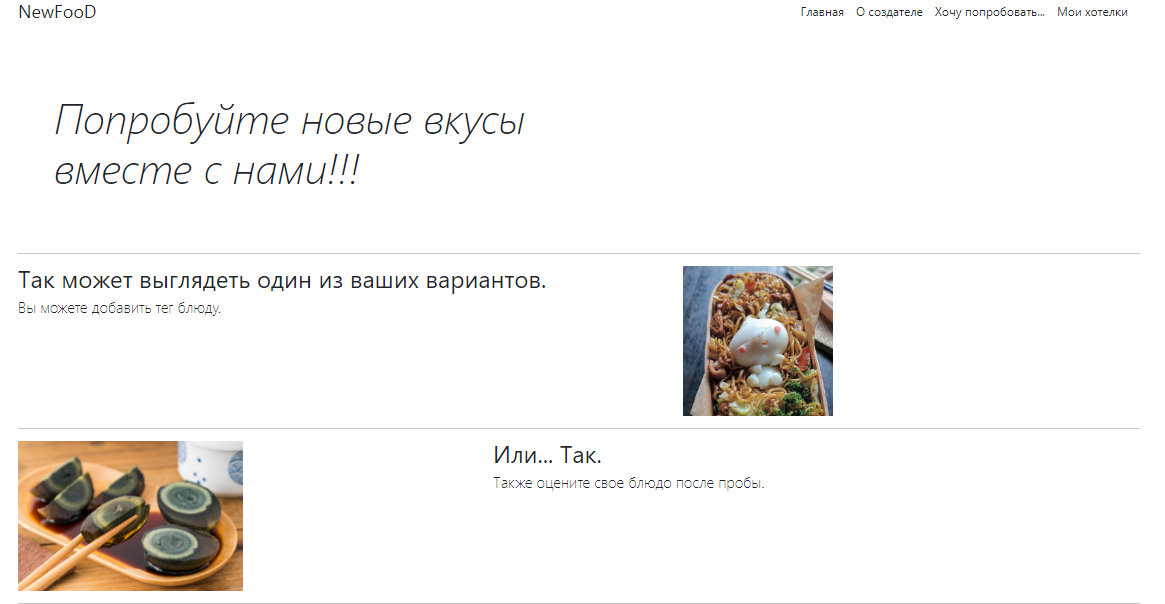 NewFooD
Главная О создателе Хочу попробовать... Мои хотелки
Попробуйте новые вкусы
вместе с нами!!!
Так может выглядеть один из ваших вариантов.
Вы можете добавить тег блюду.
Или... Так.
Также оцените свое блюдо после пробы.